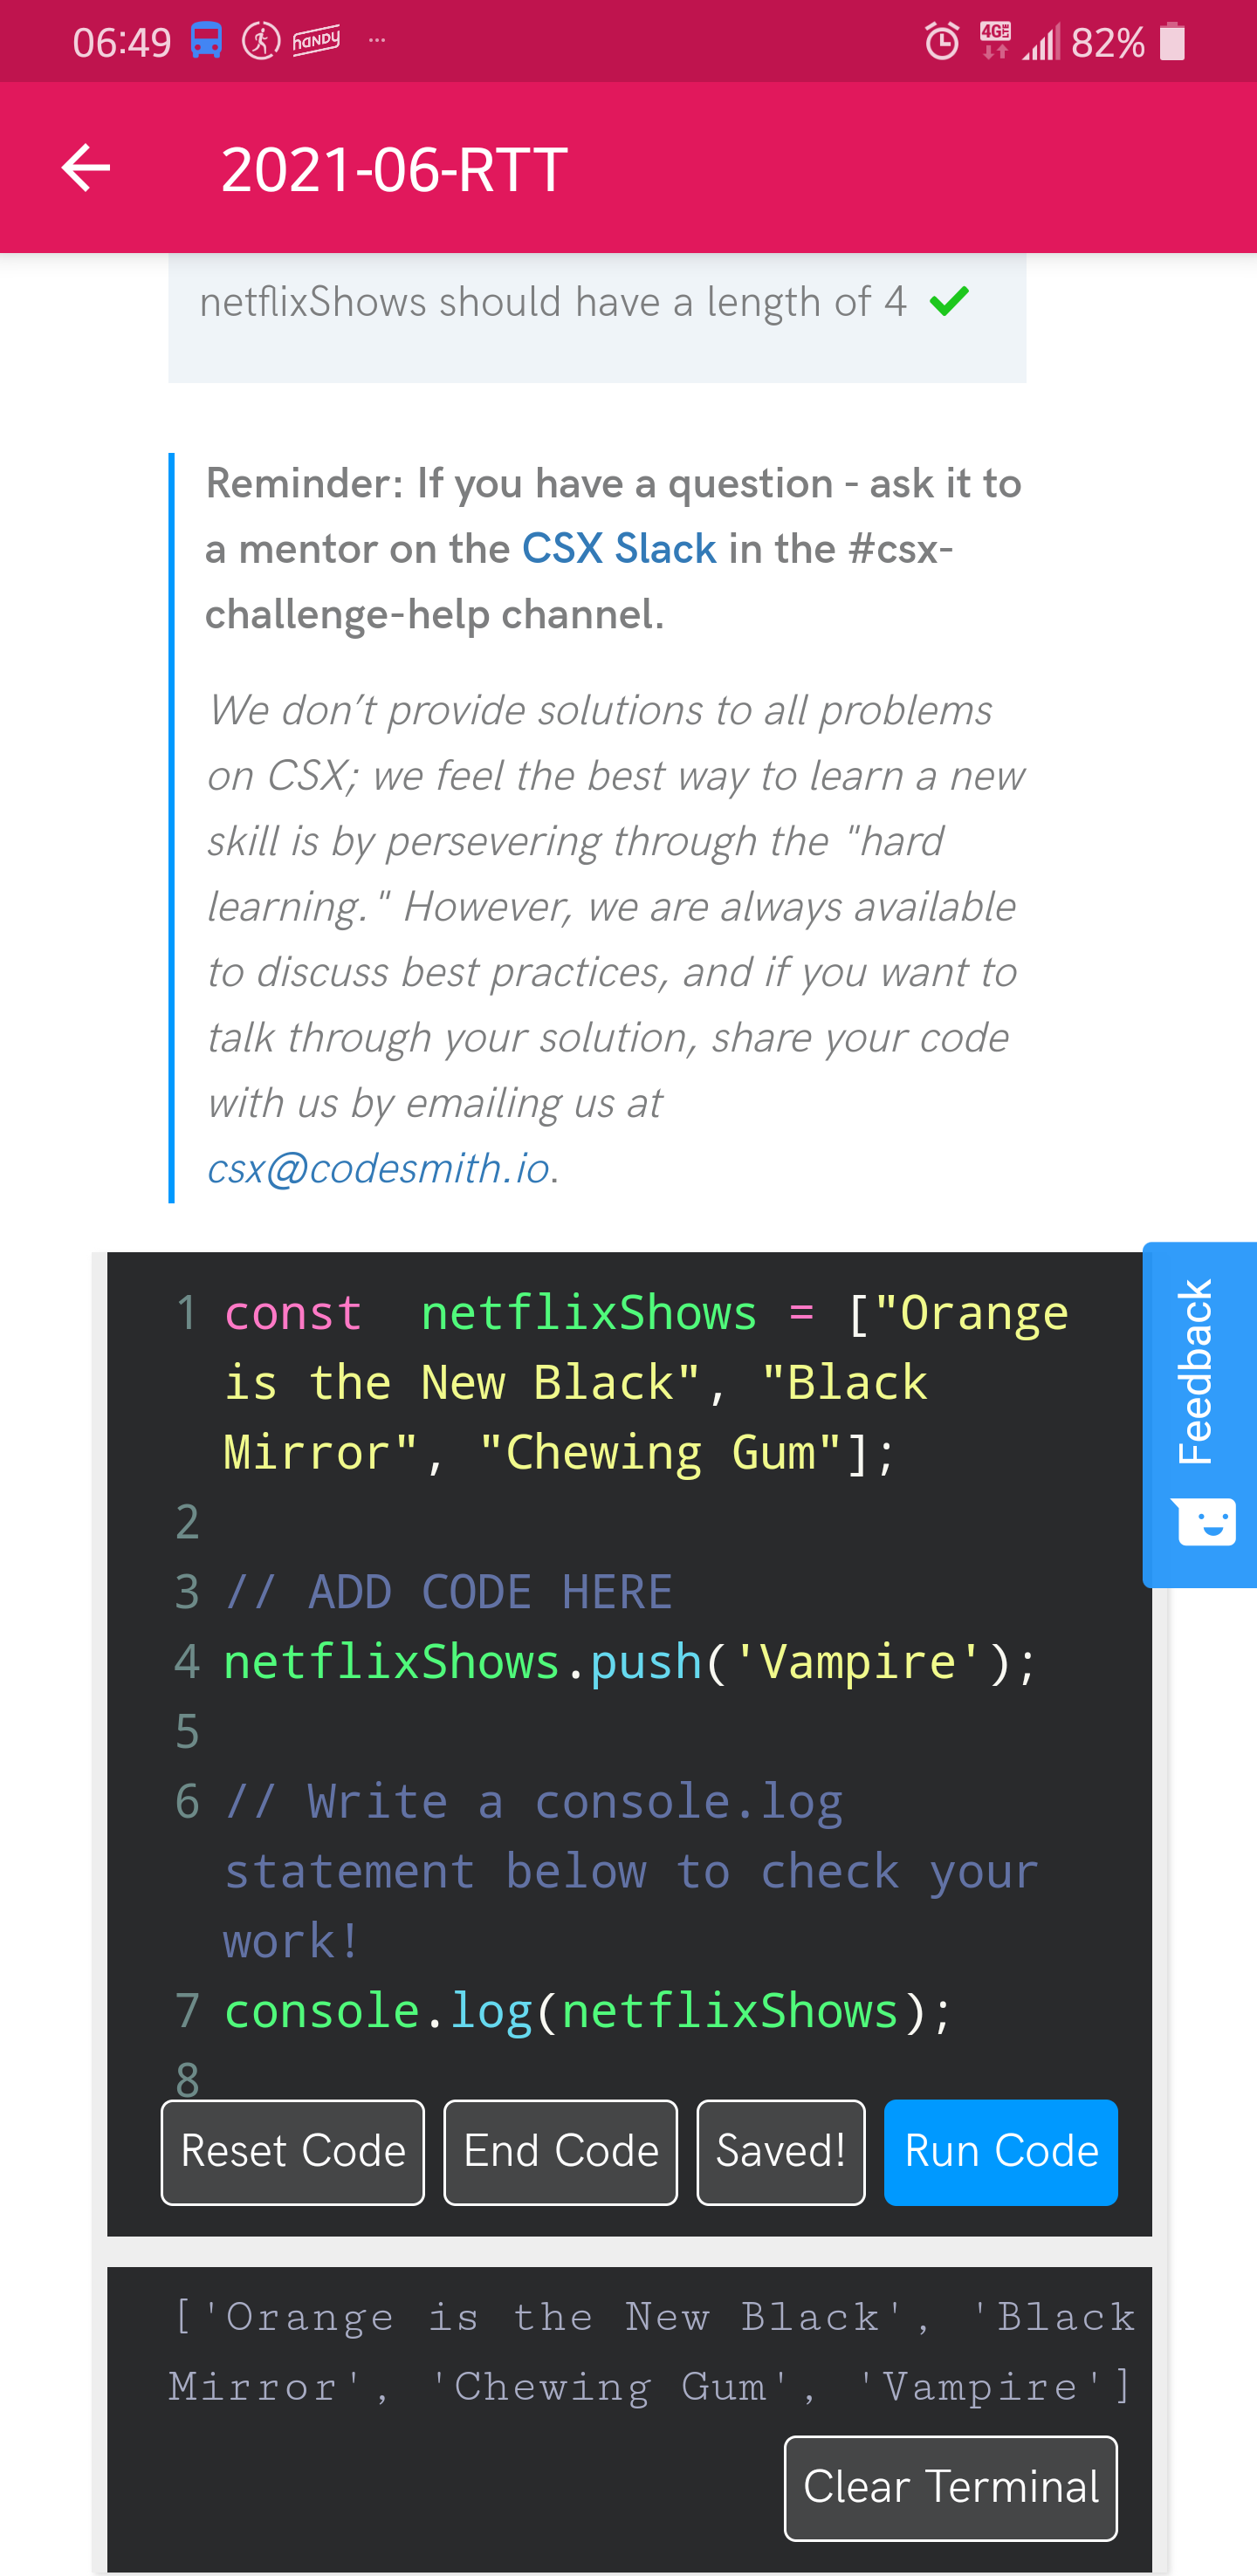 06:49 HANDY ... 4GE 82%
2021-06-RTT
netflixShows should have a length of 4
Reminder: If you have a question - ask it to
a mentor on the CSX Slack in the #csx-
challenge-help channel.
We don’t provide solutions to all problems
on CSX; we feel the best way to learn a new
skill is by persevering through the "hard
learning." However, we are always available
to discuss best practices, and if you want to
talk through your solution, share your code
with us by emailing us at
csx@codesmith.io.
Feedback
1 const  netflixShows = ["Orange
is the New Black", "Black
Mirror", "Chewing Gum"];
2
3 // ADD CODE HERE
4 netflixShows.push('Vampire');
5
6 // Write a console.log
statement below to check your
work!
7 console.log(netflixShows);
8
Reset Code End Code Saved! Run Code
['Orange is the New Black', 'Black
Mirror', 'Chewing Gum', 'Vampire']
Clear Terminal